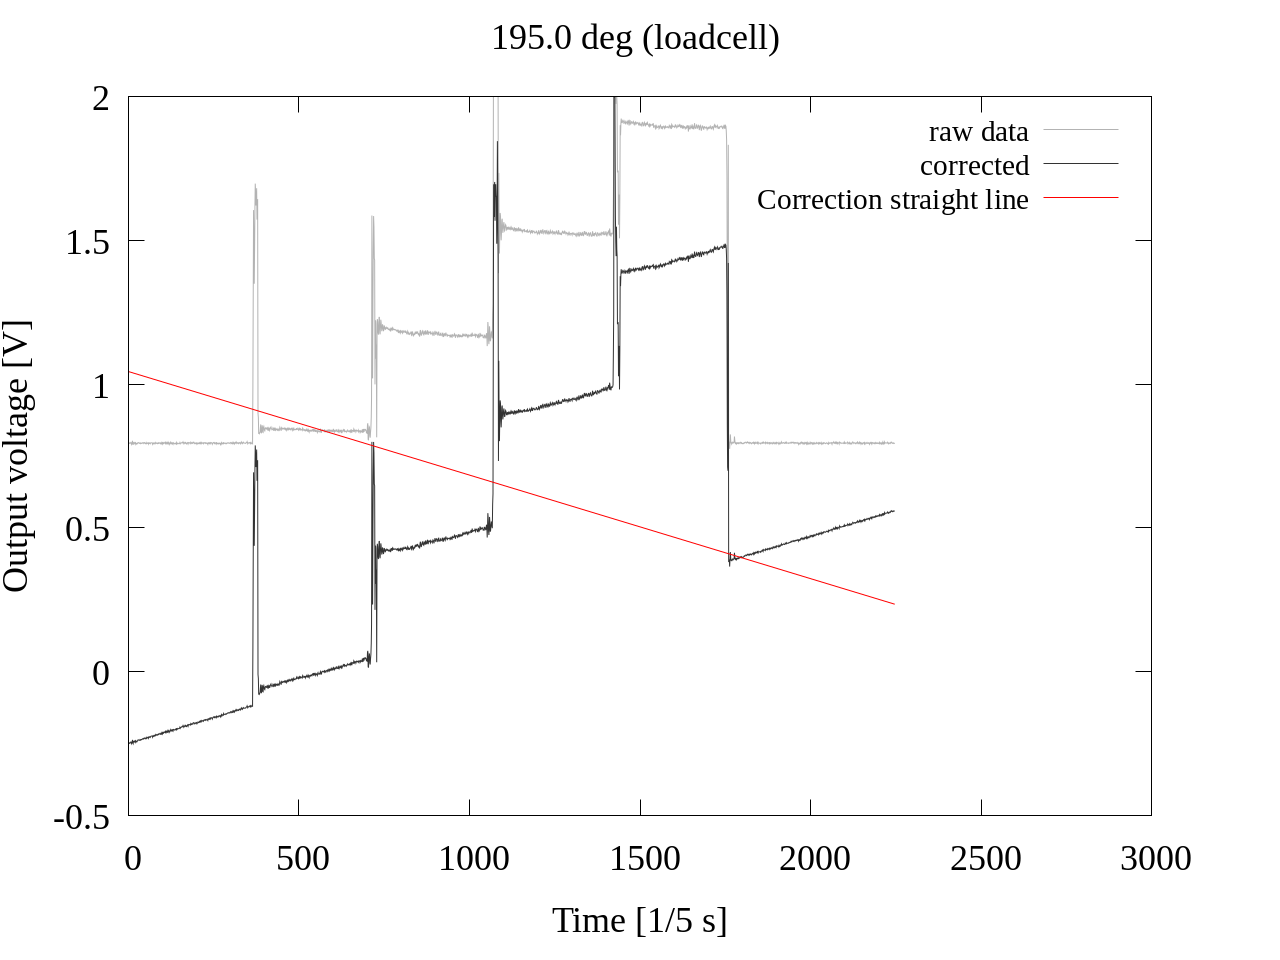 195.0 deg (loadcell)
2
1.5
1
0.5
0
-0.5
Output voltage [V]
raw data
corrected
Correction straight line
0 500 1000 1500 2000 2500 3000
Time [1/5 s]